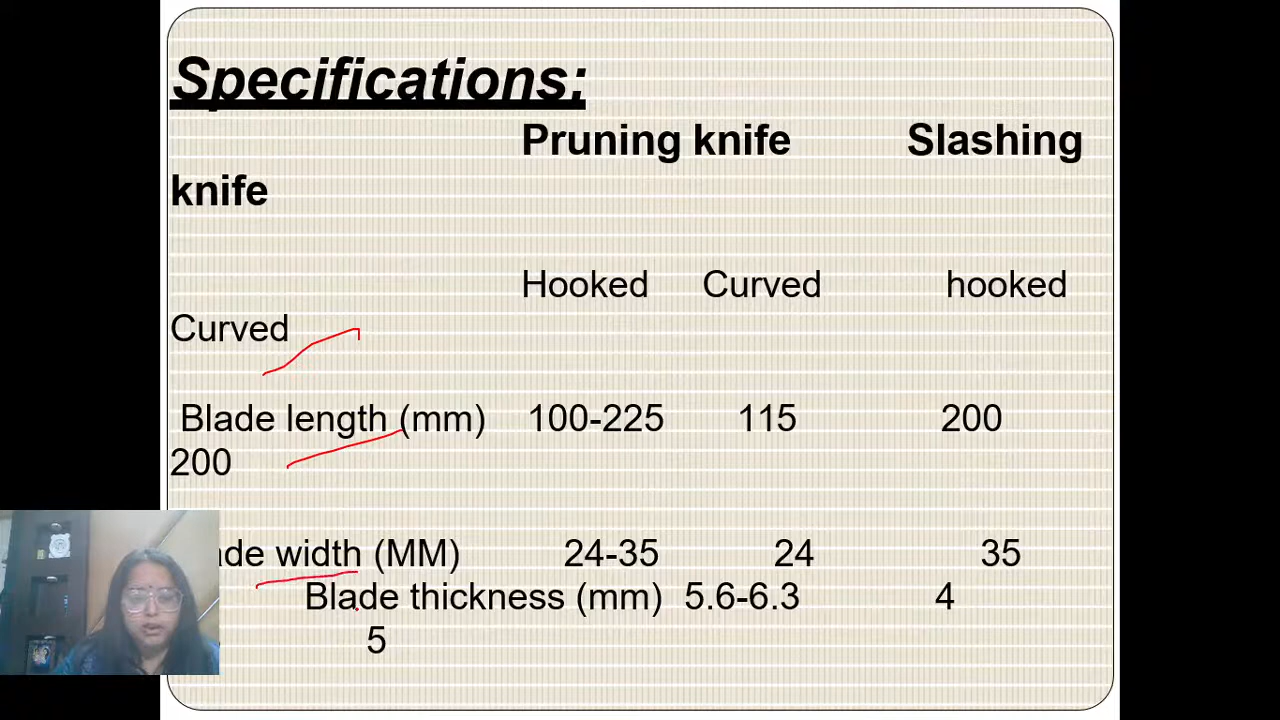 Specifications:
Pruning knife Slashing
knife
Hooked Curved hooked
Curved
Blade length (mm) 100-225 115 200
200
ade width (MM) 24-35 24 35
Blade thickness (mm) 5.6-6.3 4
5